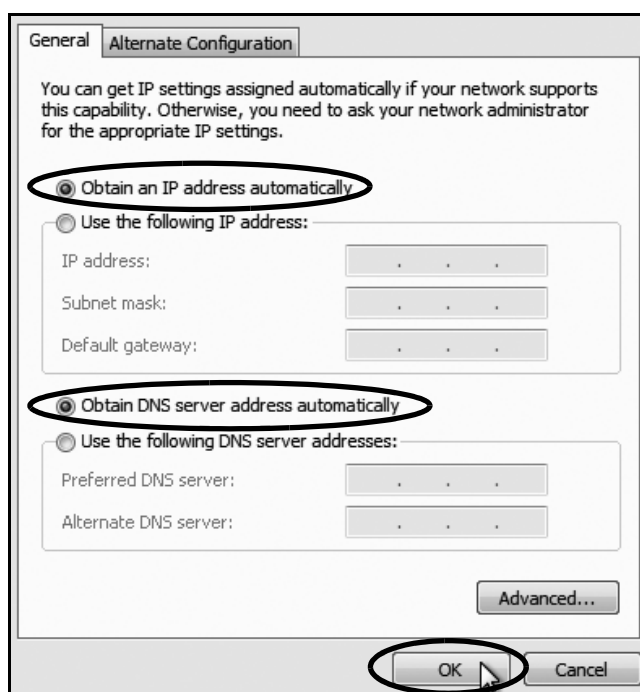 General
Alternate Configuration
You can get IP settings assigned automatically if your network supports
this capability. Otherwise, you need to ask your network administrator
for the appropriate IP settings.
Obtain an IP address automatically
Use the following IP address:
IP address:
Subnet mask:
Default gateway:
Obtain DNS server address automatically
Use the following DNS server addresses:
Preferred DNS server:
Alternate DNS server:
Advanced...
OK
Cancel